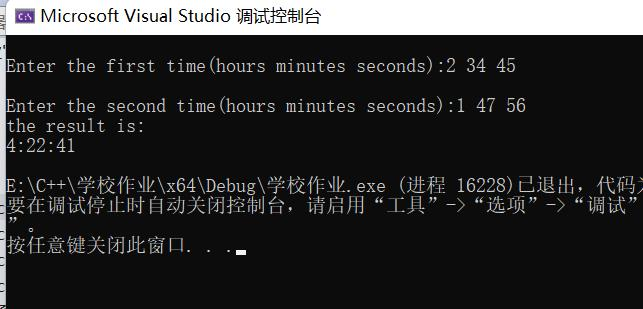 Microsoft Visual Studio 调试控制台
Enter the first time(hours minutes seconds):2 34 45
Enter the second time(hours minutes seconds):1 47 56
the result is:
4:22:41
E:\C++\学校作业\x64\Debug\学校作业.exe (进程 16228)已退出，代码为
要在调试停止时自动关闭控制台，请启用“工具”->“选项”->“调试”
”。
按任意键关闭此窗口. . .